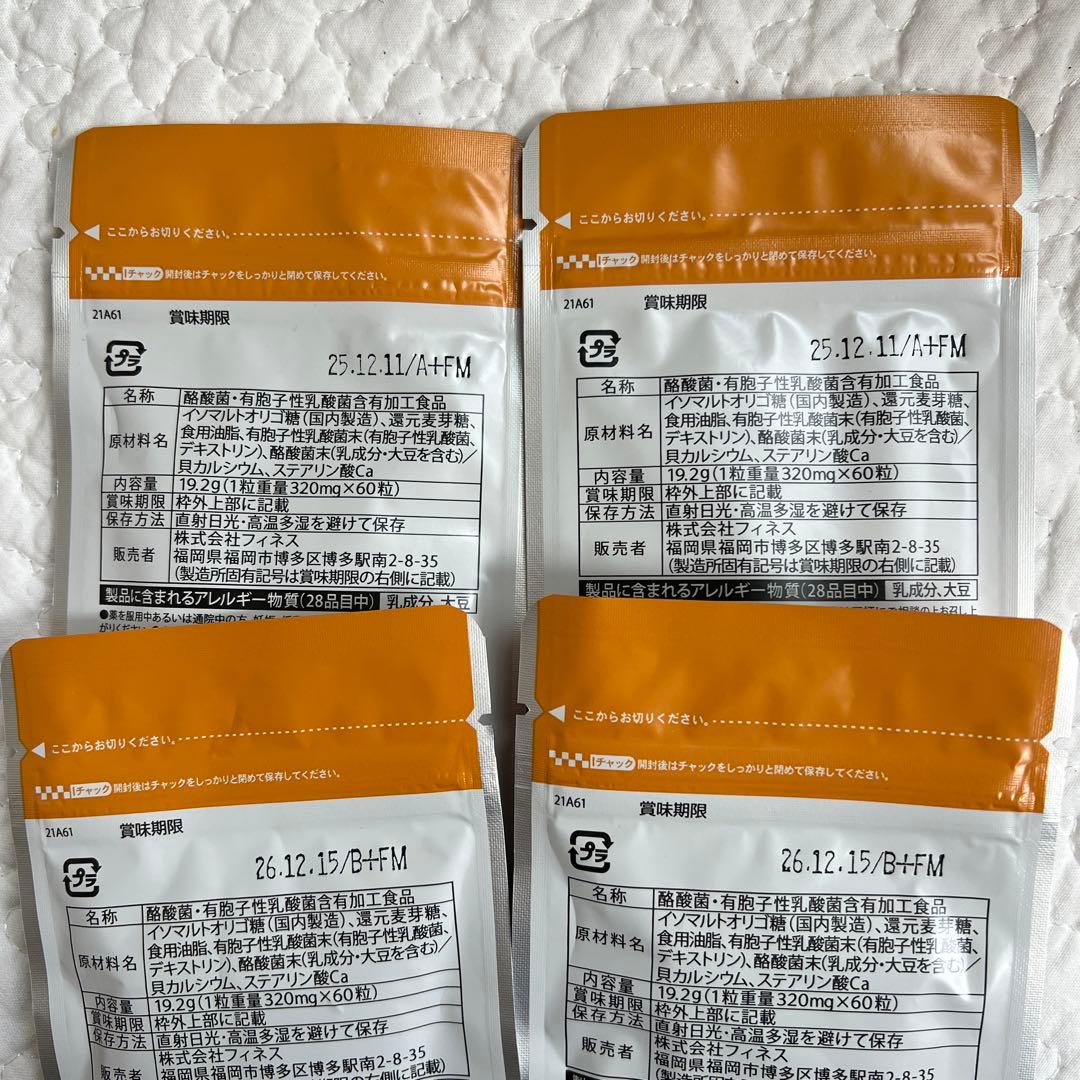 ここからお切りください。
Iチャック 開封後はチャックをしっかりと閉めて保存してください。
21A61 賞味期限
プラ
25.12.11/A+FM
名称 酪酸菌・有胞子性乳酸菌含有加工食品
原材料名 イソマルトオリゴ糖(国内製造)、還元麦芽糖、
食用油脂、有胞子性乳酸菌末(有胞子性乳酸菌、
デキストリン)、酪酸菌末(乳成分・大豆を含む)/
貝カルシウム、ステアリン酸Ca
内容量 19.2g(1粒重量320mg×60粒)
賞味期限 枠外上部に記載
保存方法 直射日光・高温多湿を避けて保存
販売者 株式会社フィネス
福岡県福岡市博多区博多駅南2-8-35
(製造所固有記号は賞味期限の右側に記載)
製品に含まれるアレルギー物質(28品目中) 乳成分、大豆
●薬を服用中あるいは通院中の方、
ここからお切りください。
Iチャック 開封後はチャックをしっかりと閉めて保存してください。
21A61 賞味期限
プラ
25.12.11/A+FM
名称 酪酸菌・有胞子性乳酸菌含有加工食品
原材料名 イソマルトオリゴ糖(国内製造)、還元麦芽糖、
食用油脂、有胞子性乳酸菌末(有胞子性乳酸菌、
デキストリン)、酪酸菌末(乳成分・大豆を含む)/
貝カルシウム、ステアリン酸Ca
内容量 19.2g(1粒重量320mg×60粒)
賞味期限 枠外上部に記載
保存方法 直射日光・高温多湿を避けて保存
販売者 株式会社フィネス
福岡県福岡市博多区博多駅南2-8-35
(製造所固有記号は賞味期限の右側に記載)
製品に含まれるアレルギー物質(28品目中) 乳成分、大豆
ここからお切りください。
Iチャック 開封後はチャックをしっかりと閉めて保存してください。
21A61 賞味期限
プラ
26.12.15/B+FM
名称 酪酸菌・有胞子性乳酸菌含有加工食品
原材料名 イソマルトオリゴ糖(国内製造)、還元麦芽糖、
食用油脂、有胞子性乳酸菌末(有胞子性乳酸菌、
デキストリン)、酪酸菌末(乳成分・大豆を含む)/
貝カルシウム、ステアリン酸Ca
内容量 19.2g(1粒重量320mg×60粒)
賞味期限 枠外上部に記載
保存方法 直射日光・高温多湿を避けて保存
販売者 株式会社フィネス
福岡県福岡市博多区博多駅南2-8-35
ここからお切りください。
Iチャック 開封後はチャックをしっかりと閉めて保存してください。
21A61 賞味期限
プラ
26.12.15/B+FM
名称 酪酸菌・有胞子性乳酸菌含有加工食品
原材料名 イソマルトオリゴ糖(国内製造)、還元麦芽糖、
食用油脂、有胞子性乳酸菌末(有胞子性乳酸菌、
デキストリン)、酪酸菌末(乳成分・大豆を含む)/
貝カルシウム、ステアリン酸Ca
内容量 19.2g(1粒重量320mg×60粒)
賞味期限 枠外上部に記載
保存方法 直射日光・高温多湿を避けて保存
販売者 株式会社フィネス
福岡県福岡市博多区博多駅南2-8-35